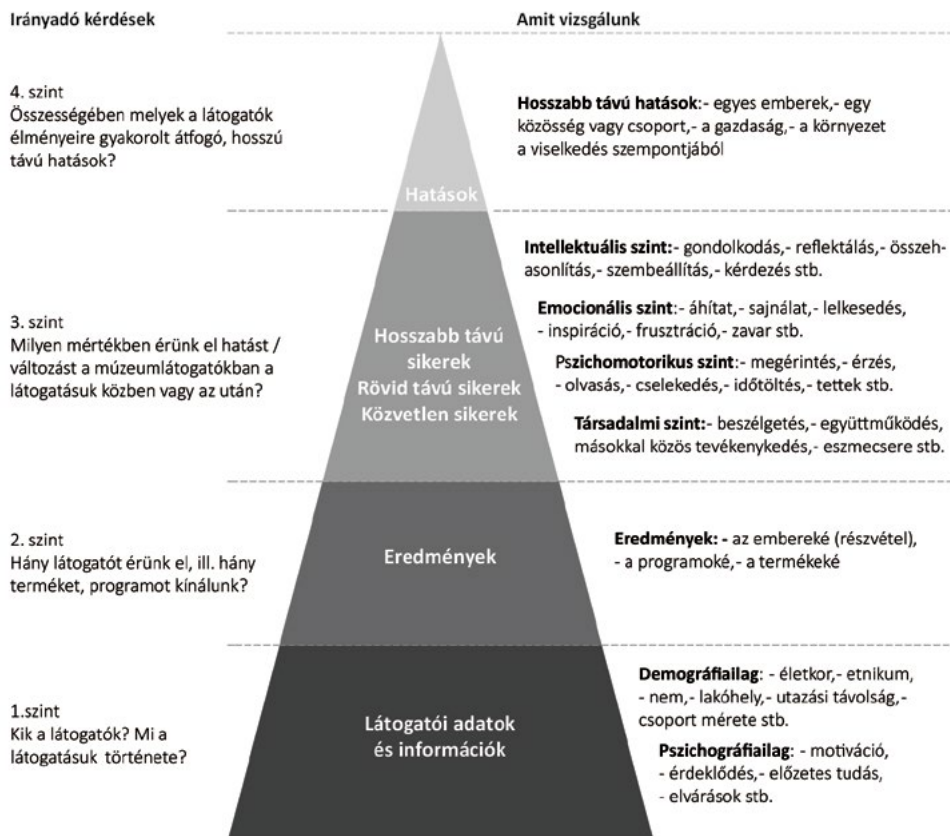 Irányadó kérdések
Amit vizsgálunk
4. szint
Összességében melyek a látogatók
élményeire gyakorolt átfogó, hosszú
távú hatások?
Hatások
Hosszabb távú hatások:- egyes emberek,- egy
közösség vagy csoport,- a gazdaság,- a környezet
a viselkedés szempontjából
3. szint
Milyen mértékben érünk el hatást /
változást a múzeumlátogatókban a
látogatásuk közben vagy az után?
Hosszabb távú
sikerek
Rövid távú sikerek
Közvetlen sikerek
Intellektuális szint:- gondolkodás,- reflektálás,- összeh-
asonlítás,- szembeállítás,- kérdezés stb.
Emocionális szint:- áhítat,- sajnálat,- lelkesedés,
- inspiráció,- frusztráció,- zavar stb.
Pszichomotorikus szint:- megérintés,- érzés,
- olvasás,- cselekedés,- időtöltés,- tettek stb.
Társadalmi szint:- beszélgetés,- együttműködés,
másokkal közös tevékenykedés,- eszmecsere stb.
2. szint
Hány látogatót érünk el, ill. hány
terméket, programot kínálunk?
Eredmények
Eredmények: - az embereké (részvétel),
- a programoké,- a termékeké
1.szint
Kik a látogatók? Mi a
látogatásuk története?
Látogatói adatok
és információk
Demográfiailag: - életkor,- etnikum,
- nem,- lakóhely,- utazási távolság,-
csoport mérete stb.
Pszichográfiailag: - motiváció,
- érdeklődés,- előzetes tudás,
- elvárások stb.